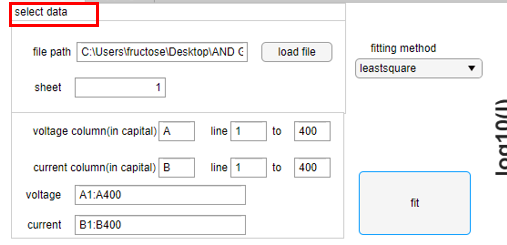 select data
file path C:\Users\fructose\Desktop\AND G load file
fitting method
leastsquare
sheet 1
voltage column(in capital) A line 1 to 400
current column(in capital) B line 1 to 400
voltage A1:A400
current B1:B400
fit
log10(I)